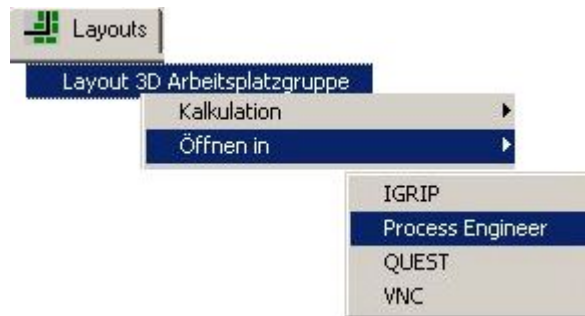 Layouts
Layout 3D Arbeitsplatzgruppe
Kalkulation
Öffnen in
IGRIP
Process Engineer
QUEST
VNC